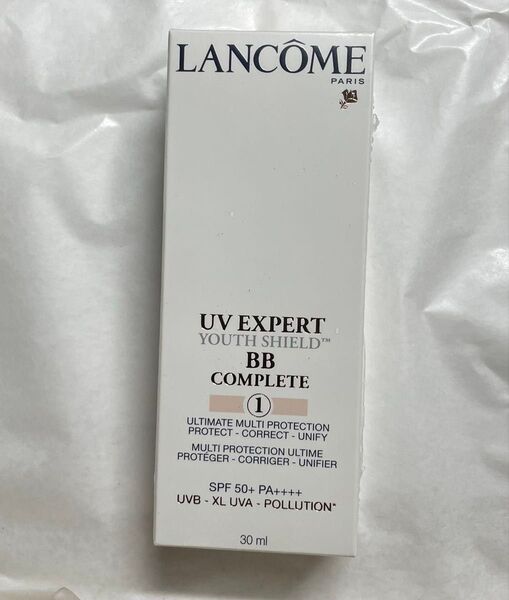 LANCÔME
PARIS
UV EXPERT
YOUTH SHIELD™
BB
COMPLETE
1
ULTIMATE MULTI PROTECTION
PROTECT - CORRECT - UNIFY
MULTI PROTECTION ULTIME
PROTÉGER - CORRIGER - UNIFIER
SPF 50+ PA++++
UVB - XL UVA - POLLUTION*
30 ml